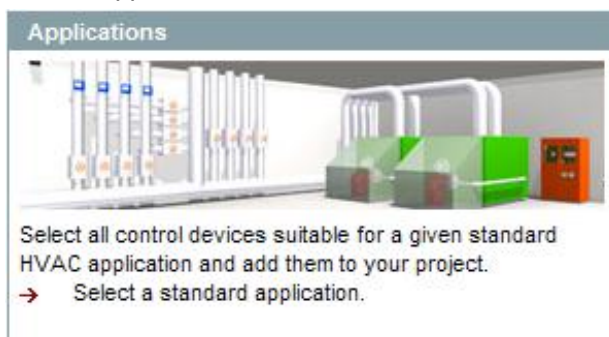 Applications
Select all control devices suitable for a given standard
HVAC application and add them to your project.
→ Select a standard application.